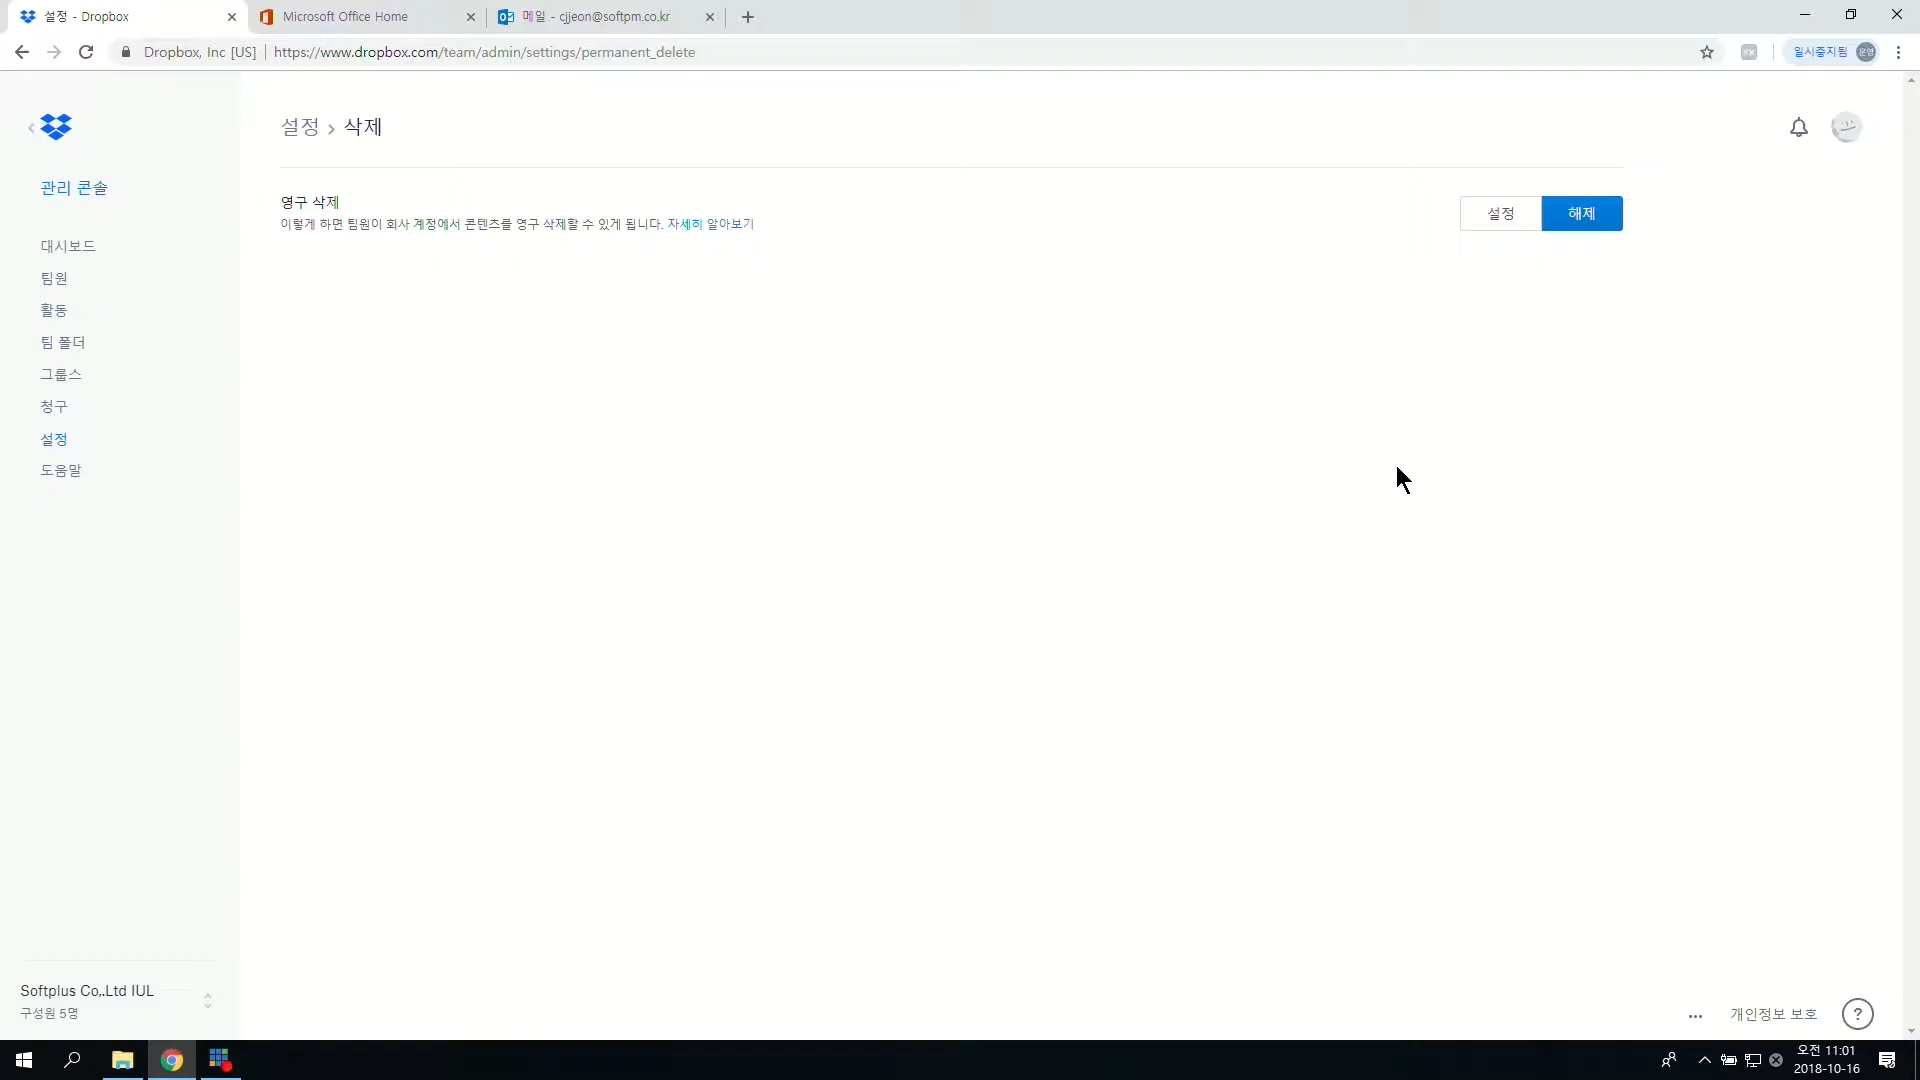 설정 - Dropbox
Microsoft Office Home
메일 - cjjeon@softpm.co.kr
Dropbox, Inc [US] | https://www.dropbox.com/team/admin/settings/permanent_delete
일시중지됨
운영
설정 › 삭제
관리 콘솔
영구 삭제
이렇게 하면 팀원이 회사 계정에서 콘텐츠를 영구 삭제할 수 있게 됩니다. 자세히 알아보기
설정
해제
대시보드
팀원
활동
팀 폴더
그룹스
청구
설정
도움말
Softplus Co,.Ltd IUL
구성원 5명
... 개인정보 보호 ?
오전 11:01
2018-10-16